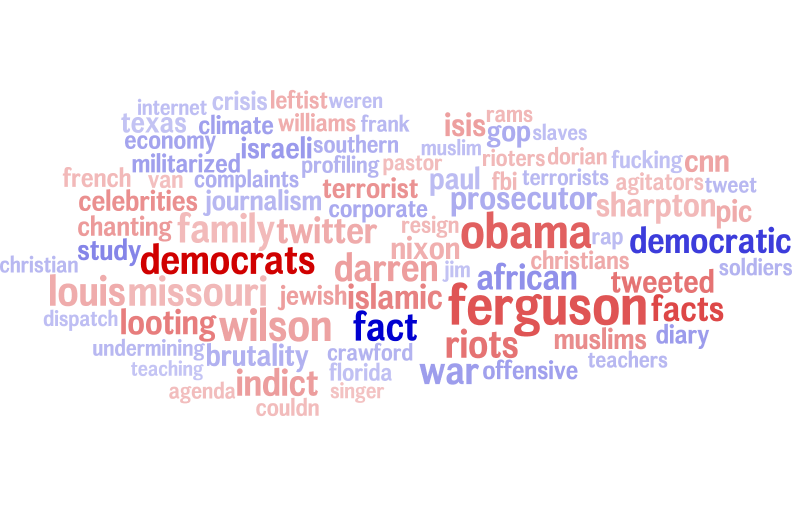 internet crisis leftist weren
texas climate williams frank isis rams
economy israeli southern muslim gop slaves
militarized profiling pastor rioters dorian fucking cnn
french van complaints terrorist paul fbi terrorists agitators tweet
celebrities journalism corporate prosecutor sharpton pic
chanting family twitter resign obama rap democratic
study democrats nixon christians
christian darren jim african tweeted soldiers
louis missouri jewish islamic ferguson facts
dispatch looting wilson fact riots muslims diary
undermining brutality crawford teachers
teaching florida war offensive
agenda indict singer
couldn